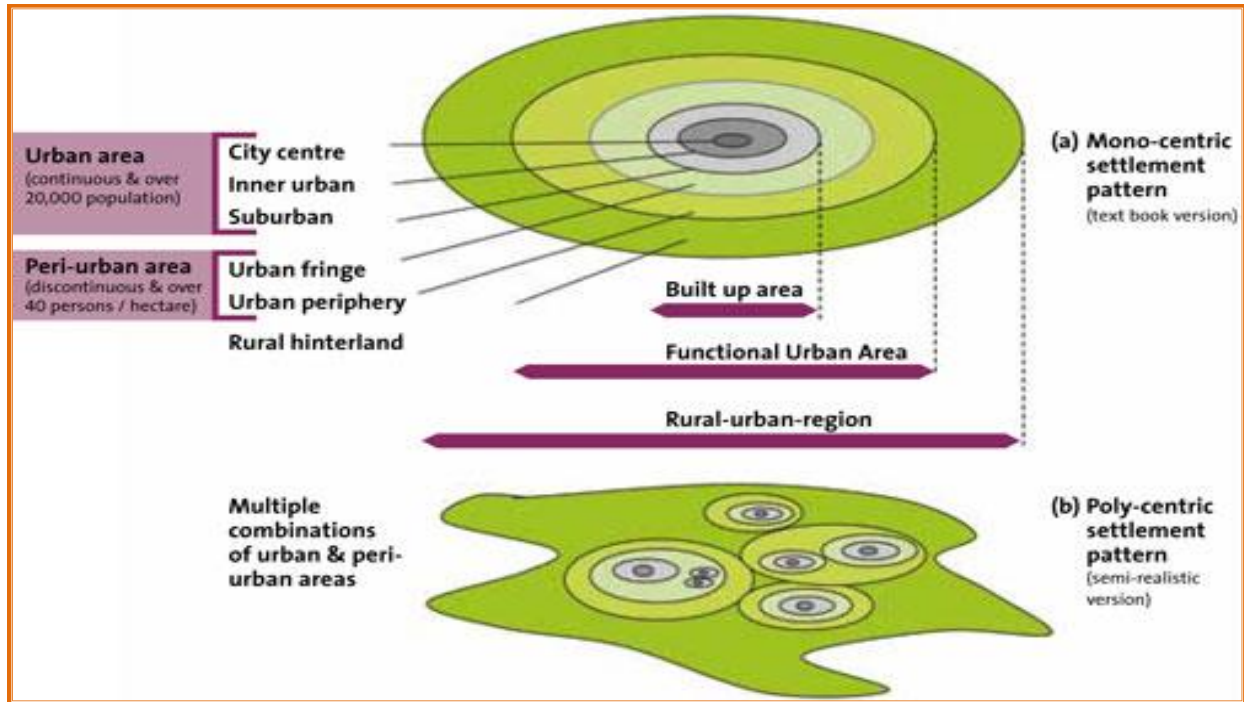 Urban area
(continuous & over
20,000 population)
City centre
Inner urban
Suburban
Peri-urban area
(discontinuous & over
40 persons / hectare)
Urban fringe
Urban periphery
Rural hinterland
(a) Mono-centric
settlement
pattern
(text book version)
Built up area
Functional Urban Area
Rural-urban-region
Multiple
combinations
of urban & peri-
urban areas
(b) Poly-centric
settlement
pattern
(semi-realistic
version)